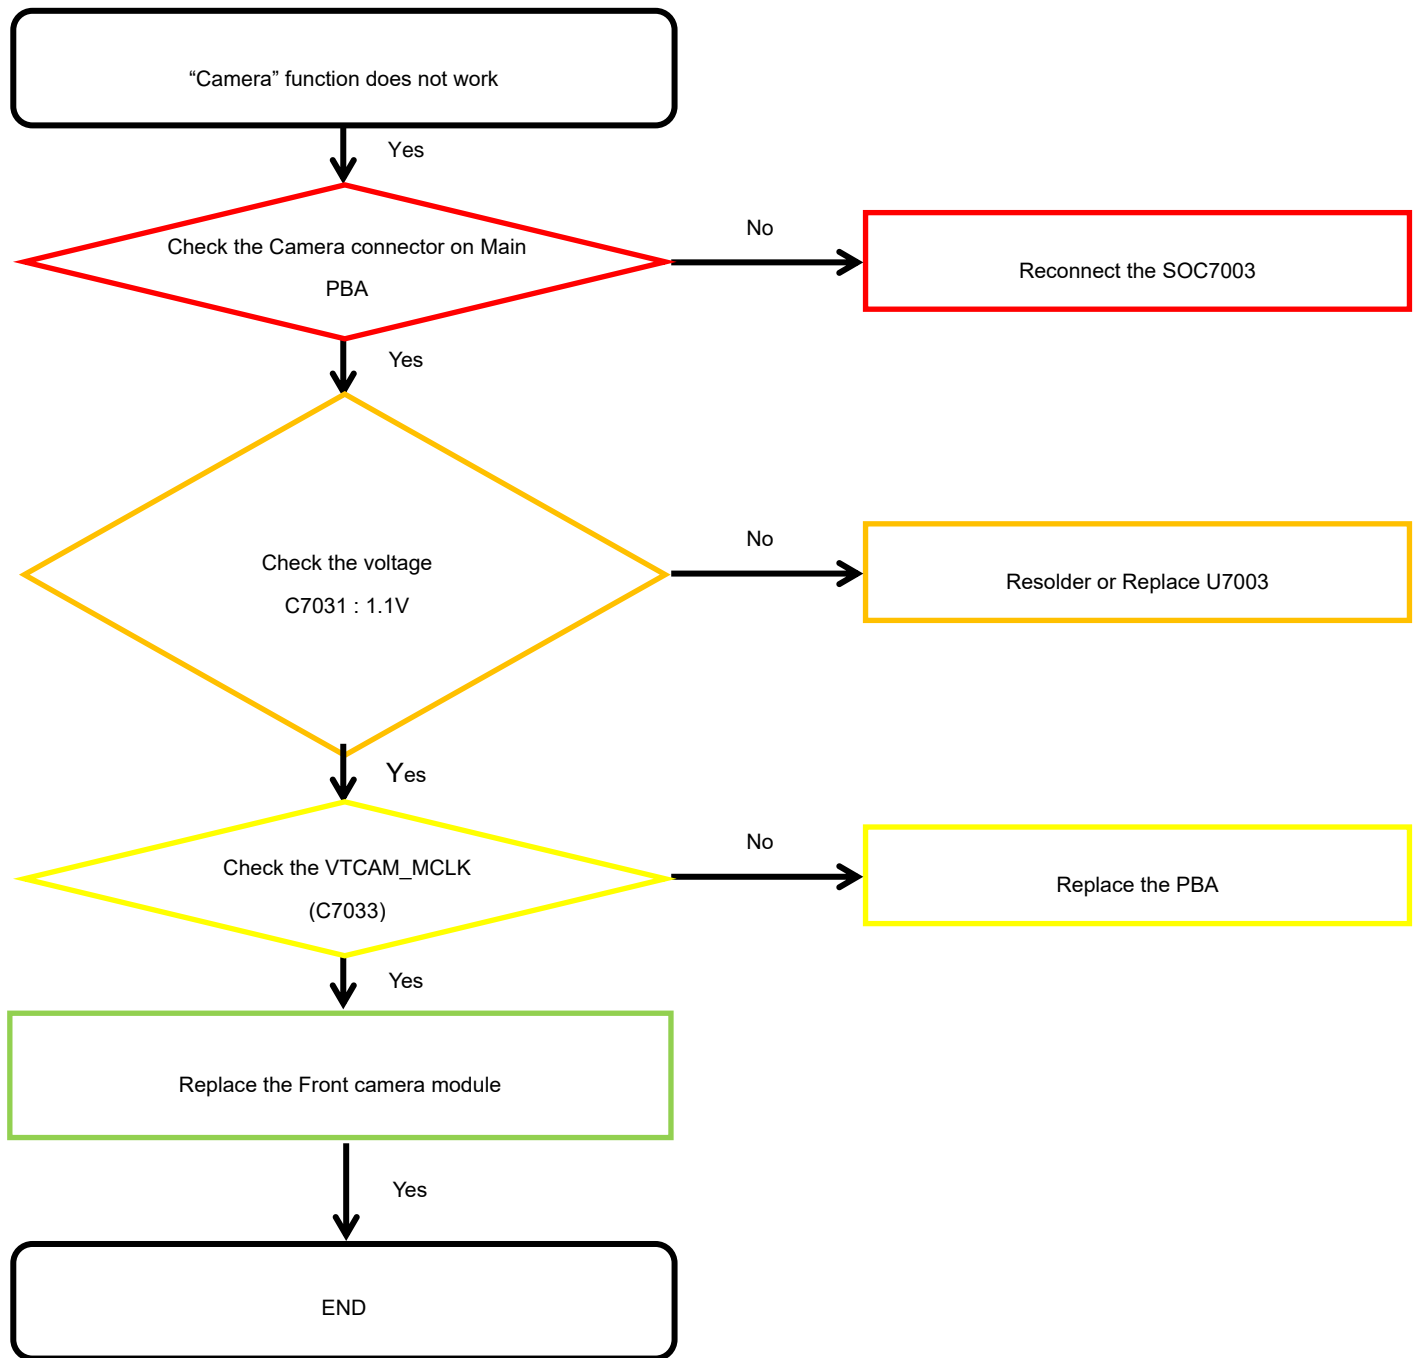 “Camera” function does not work
Yes
Check the Camera connector on Main
PBA
No
Reconnect the SOC7003
Yes
Check the voltage
C7031 : 1.1V
No
Resolder or Replace U7003
Yes
Check the VTCAM_MCLK
(C7033)
No
Replace the PBA
Yes
Replace the Front camera module
Yes
END